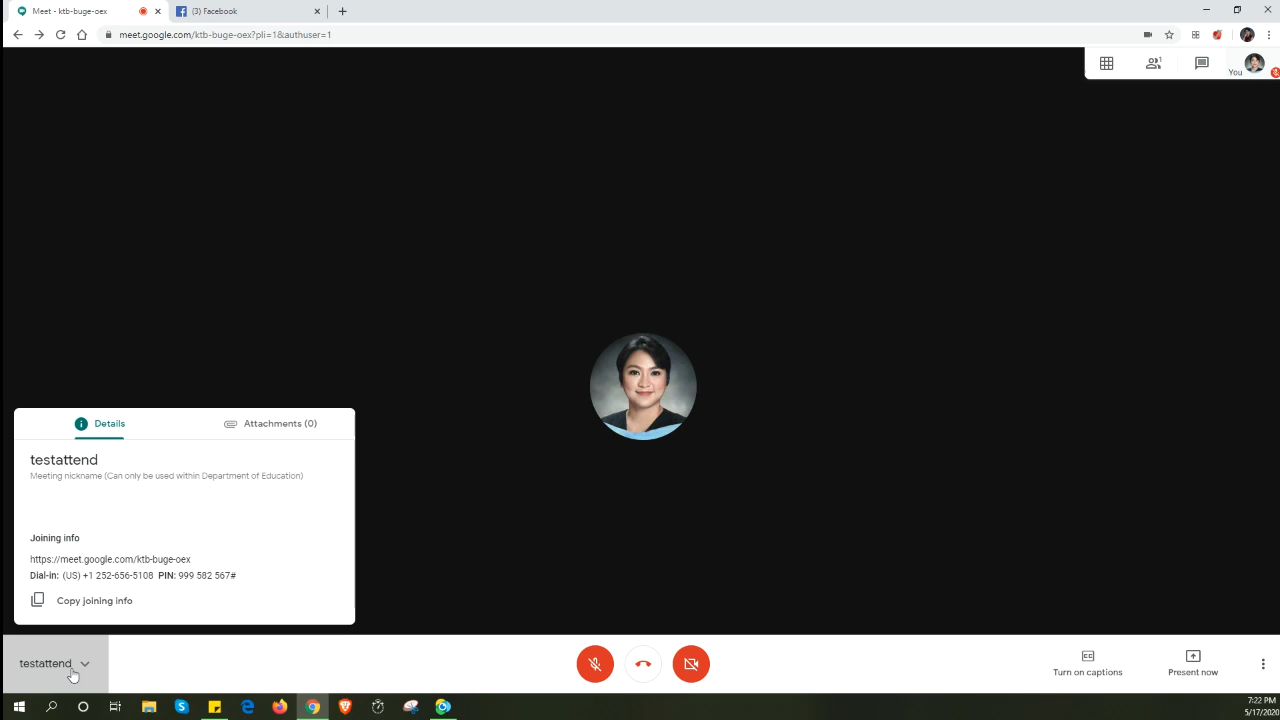 Meet - ktb-buge-oex
(3) Facebook
meet.google.com/ktb-buge-oex?pli=1&authuser=1
1
You
Details
Attachments (0)
testattend
Meeting nickname (Can only be used within Department of Education)
Joining info
https://meet.google.com/ktb-buge-oex
Dial-in: (US) +1 252-656-5108 PIN: 999 582 567#
Copy joining info
testattend
CC
Turn on captions
Present now
7:22 PM
5/17/2020